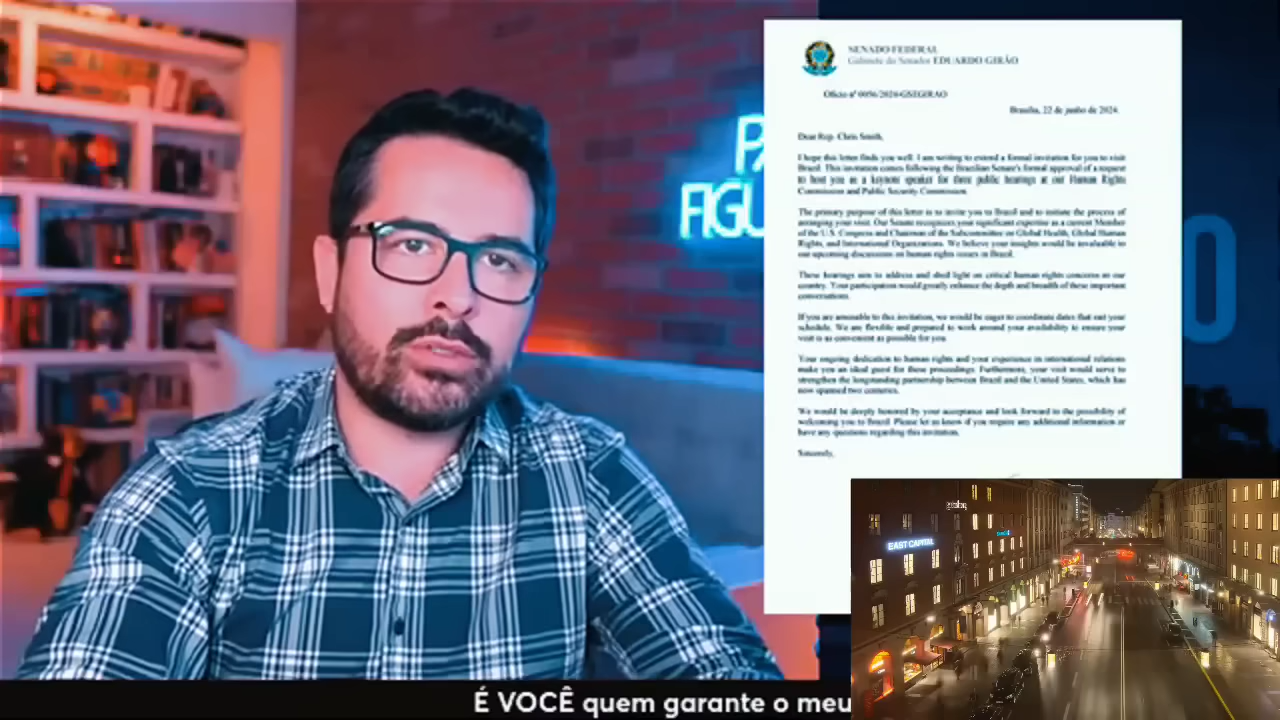 PA
FIGU
O
SENADO FEDERAL
Gabinete do Senador EDUARDO GIRÃO
Ofício nº 0056/2024-GSEGIRAO
Brasília, 22 de junho de 2024.
Dear Rep. Chris Smith,
I hope this letter finds you well. I am writing to extend a formal invitation for you to visit
Brazil. This invitation comes following the Brazilian Senate's formal approval of a request
to host you as a keynote speaker for three public hearings at our Human Rights
Commission and Public Security Commission.
The primary purpose of this letter is to invite you to Brazil and to initiate the process of
arranging your visit. Our Senate recognizes your significant expertise as a current Member
of the U.S. Congress and Chairman of the Subcommittee on Global Health, Global Human
Rights, and International Organizations. We believe your insights would be invaluable to
our upcoming discussions on human rights issues in Brazil.
These hearings aim to address and shed light on critical human rights concerns in our
country. Your participation would greatly enhance the depth and breadth of these important
conversations.
If you are amenable to this invitation, we would be eager to coordinate dates that suit your
schedule. We are flexible and prepared to work around your availability to ensure your
visit is as convenient as possible for you.
Your ongoing dedication to human rights and your experience in international relations
make you an ideal guest for these proceedings. Furthermore, your visit would serve to
strengthen the longstanding partnership between Brazil and the United States, which has
now spanned two centuries.
We would be deeply honored by your acceptance and look forward to the possibility of
welcoming you to Brazil. Please let us know if you require any additional information or
have any questions regarding this invitation.
Sincerely,
EAST CAPITAL
É VOCÊ quem garante o meu